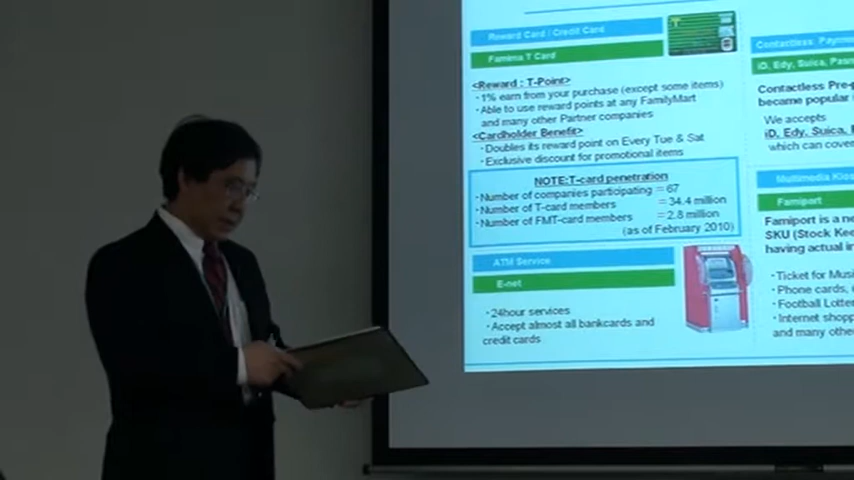 Reward Card / Credit Card
Famima T Card
<Reward : T-Point>
・1% earn from your purchase (except some items)
・Able to use reward points at any FamilyMart
and many other Partner companies
<Cardholder Benefit>
・Doubles its reward point on Every Tue & Sat
・Exclusive discount for promotional items
NOTE:T-card penetration
・Number of companies participating = 67
・Number of T-card members = 34.4 million
・Number of FMT-card members = 2.8 million
(as of February 2010)
ATM Service
E-net
・24hour services
・Accept almost all bankcards and
credit cards
Contactless Payme
iD, Edy, Suica, Pasm
Contactless Pre-p
became popular i
We accepts
iD, Edy, Suica, P
which can cover
Multimedia Kios
Famiport
Famiport is a ne
SKU (Stock Kee
having actual in
・Ticket for Musi
・Phone cards,
・Football Lotter
・Internet shopp
and many othe